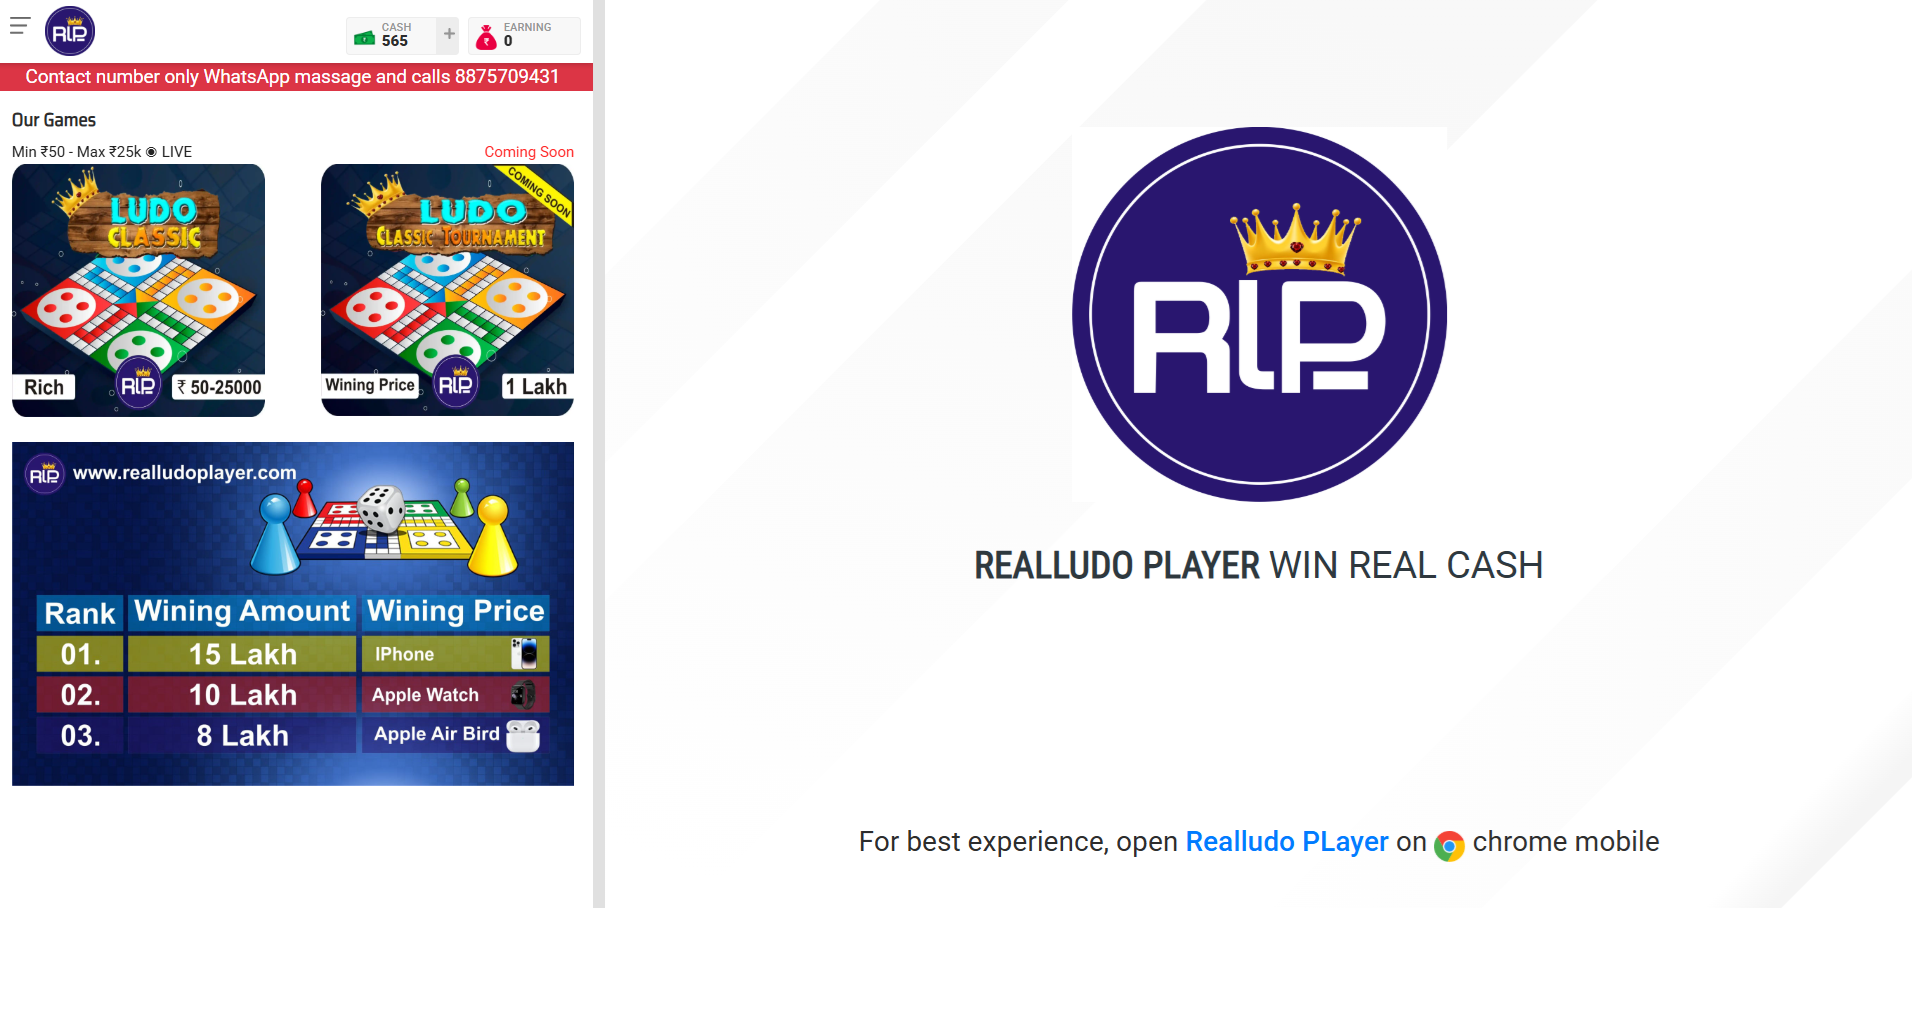 RLP
CASH
565
+
EARNING
₹
0
Contact number only WhatsApp massage and calls 8875709431
Our Games
Min ₹50 - Max ₹25k ◉ LIVE
Coming Soon
LUDO
CLASSIC
Rich
RLP
₹ 50-25000
COMING SOON
LUDO
CLASSIC TOURNAMENT
Wining Price
RLP
1 Lakh
RLP www.realludoplayer.com
Rank Wining Amount Wining Price
01. 15 Lakh IPhone
02. 10 Lakh Apple Watch
03. 8 Lakh Apple Air Bird
RLP
REALLUDO PLAYER WIN REAL CASH
For best experience, open Realludo PLayer on chrome mobile